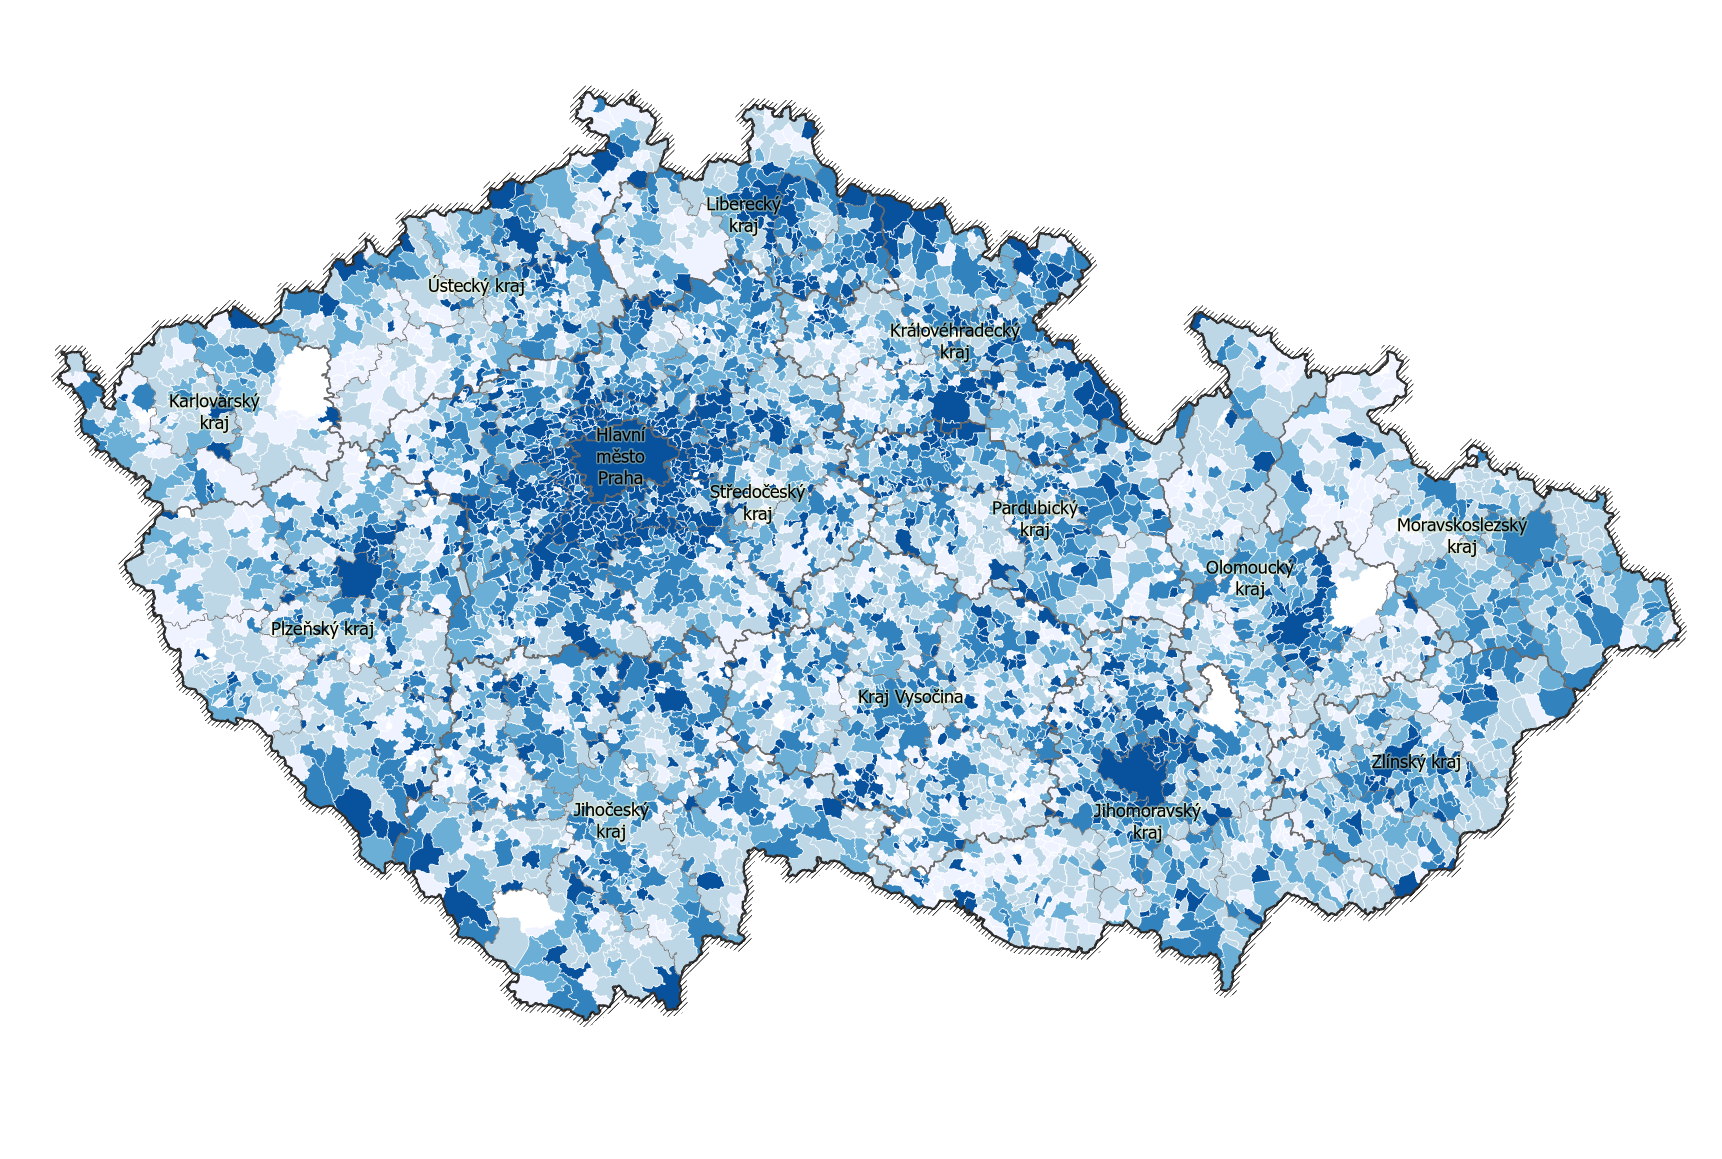 Liberecký
kraj
Ústecký kraj
Královéhradecký
kraj
Karlovarský
kraj
Hlavní
město
Praha
Středočeský
kraj
Pardubický
kraj
Moravskoslezský
kraj
Olomoucký
kraj
Plzeňský kraj
Kraj Vysočina
Zlínský kraj
Jihočeský
kraj
Jihomoravský
kraj